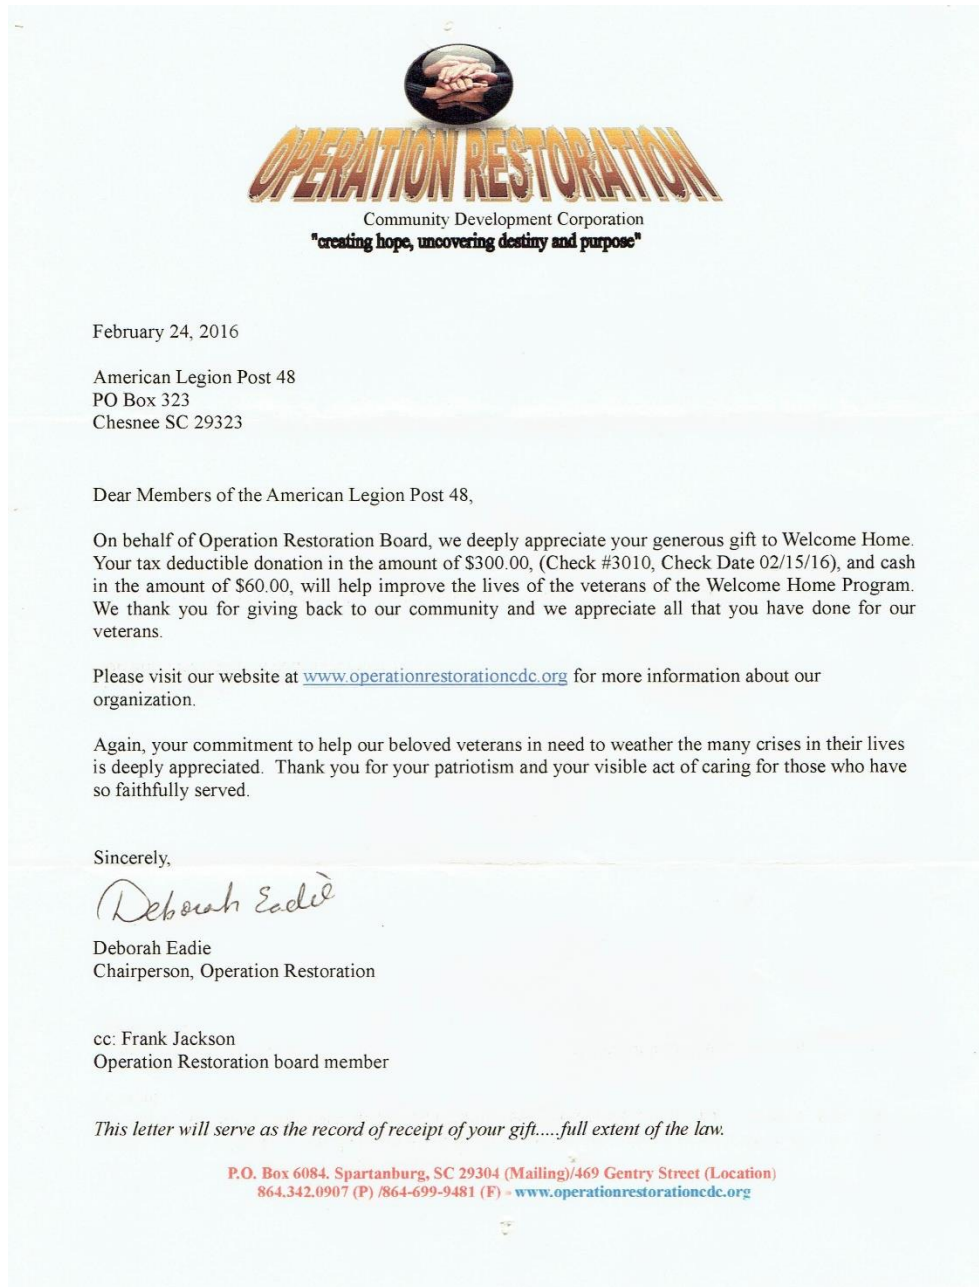 OPERATION RESTORATION
Community Development Corporation
"creating hope, uncovering destiny and purpose"
February 24, 2016
American Legion Post 48
PO Box 323
Chesnee SC 29323
Dear Members of the American Legion Post 48,
On behalf of Operation Restoration Board, we deeply appreciate your generous gift to Welcome Home.
Your tax deductible donation in the amount of $300.00, (Check #3010, Check Date 02/15/16), and cash
in the amount of $60.00, will help improve the lives of the veterans of the Welcome Home Program.
We thank you for giving back to our community and we appreciate all that you have done for our
veterans.
Please visit our website at www.operationrestorationcdc.org for more information about our
organization.
Again, your commitment to help our beloved veterans in need to weather the many crises in their lives
is deeply appreciated.  Thank you for your patriotism and your visible act of caring for those who have
so faithfully served.
Sincerely,
Deborah Eadie
Deborah Eadie
Chairperson, Operation Restoration
cc: Frank Jackson
Operation Restoration board member
This letter will serve as the record of receipt of your gift.....full extent of the law.
P.O. Box 6084. Spartanburg, SC 29304 (Mailing)/469 Gentry Street (Location)
864.342.0907 (P) /864-699-9481 (F) - www.operationrestorationcdc.org